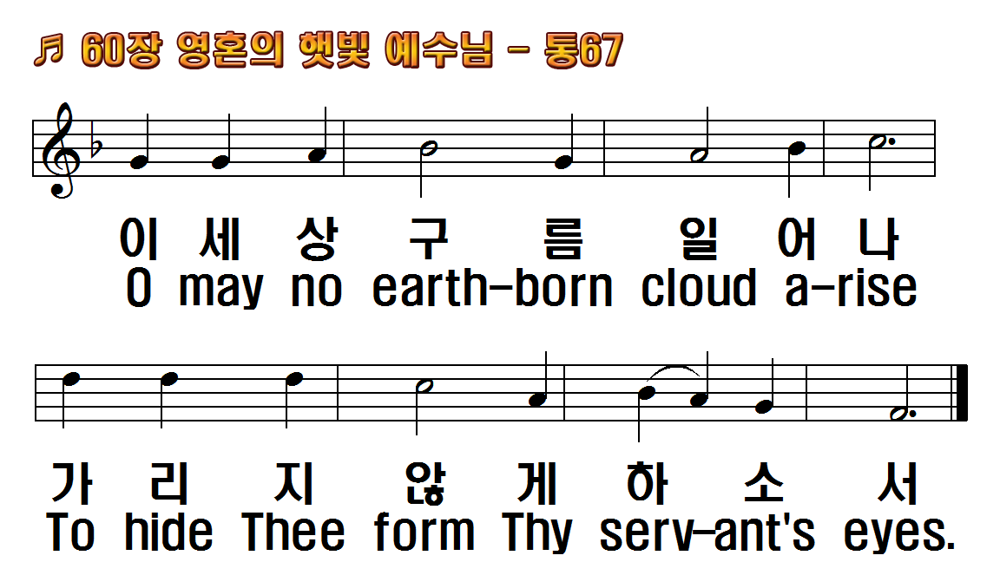 ♬ 60장 영혼의 햇빛 예수님 - 통67
이 세 상 구 름 일 어 나
O may no earth-born cloud a-rise
가 리 지 않 게 하 소 서
To hide Thee form Thy serv-ant's eyes.